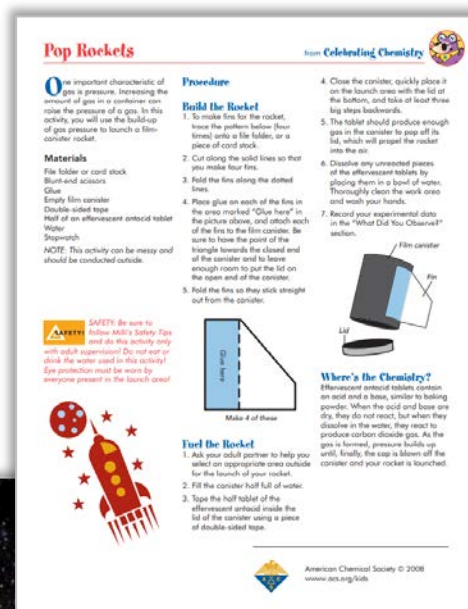 Pop Rockets
from Celebrating Chemistry
One important characteristic of
gas is pressure. Increasing the
amount of gas in a container can
raise the pressure of a gas. In this
activity, you will use the build-up
of gas pressure to launch a film-
canister rocket.
Materials
File folder or card stock
Blunt-end scissors
Glue
Empty film canister
Double-sided tape
Half of an effervescent antacid tablet
Water
Stopwatch
NOTE: This activity can be messy and
should be conducted outside.
SAFETY!
SAFETY: Be sure to
follow Milli's Safety Tips
and do this activity only
with adult supervision! Do not eat or
drink the water used in this activity!
Eye protection must be worn by
everyone present in the launch area!
Procedure
Build the Rocket
1. To make fins for the rocket,
trace the pattern below (four
times) onto a file folder, or a
piece of card stock.
2. Cut along the solid lines so that
you make four fins.
3. Fold the fins along the dotted
lines.
4. Place glue on each of the fins in
the area marked "Glue here" in
the picture above, and attach each
of the fins to the film canister. Be
sure to have the point of the
triangle towards the closed end
of the canister and to leave
enough room to put the lid on
the open end of the canister.
5. Fold the fins so they stick straight
out from the canister.
Glue here
Make 4 of these
Fuel the Rocket
1. Ask your adult partner to help you
select an appropriate area outside
for the launch of your rocket.
2. Fill the canister half full of water.
3. Tape the half tablet of the
effervescent antacid inside the
lid of the canister using a piece
of double-sided tape.
4. Close the canister, quickly place it
on the launch area with the lid at
the bottom, and take at least three
big steps backwards.
5. The tablet should produce enough
gas in the canister to pop off its
lid, which will propel the rocket
into the air.
6. Dissolve any unreacted pieces
of the effervescent tablets by
placing them in a bowl of water.
Thoroughly clean the work area
and wash your hands.
7. Record your experimental data
in the "What Did You Observe?"
section.
Film canister
Fin
Lid
Where's the Chemistry?
Effervescent antacid tablets contain
an acid and a base, similar to baking
powder. When the acid and base are
dry, they do not react, but when they
dissolve in the water, they react to
produce carbon dioxide gas. As the
gas is formed, pressure builds up
until, finally, the cap is blown off the
canister and your rocket is launched.
ACS
American Chemical Society © 2008
www.acs.org/kids